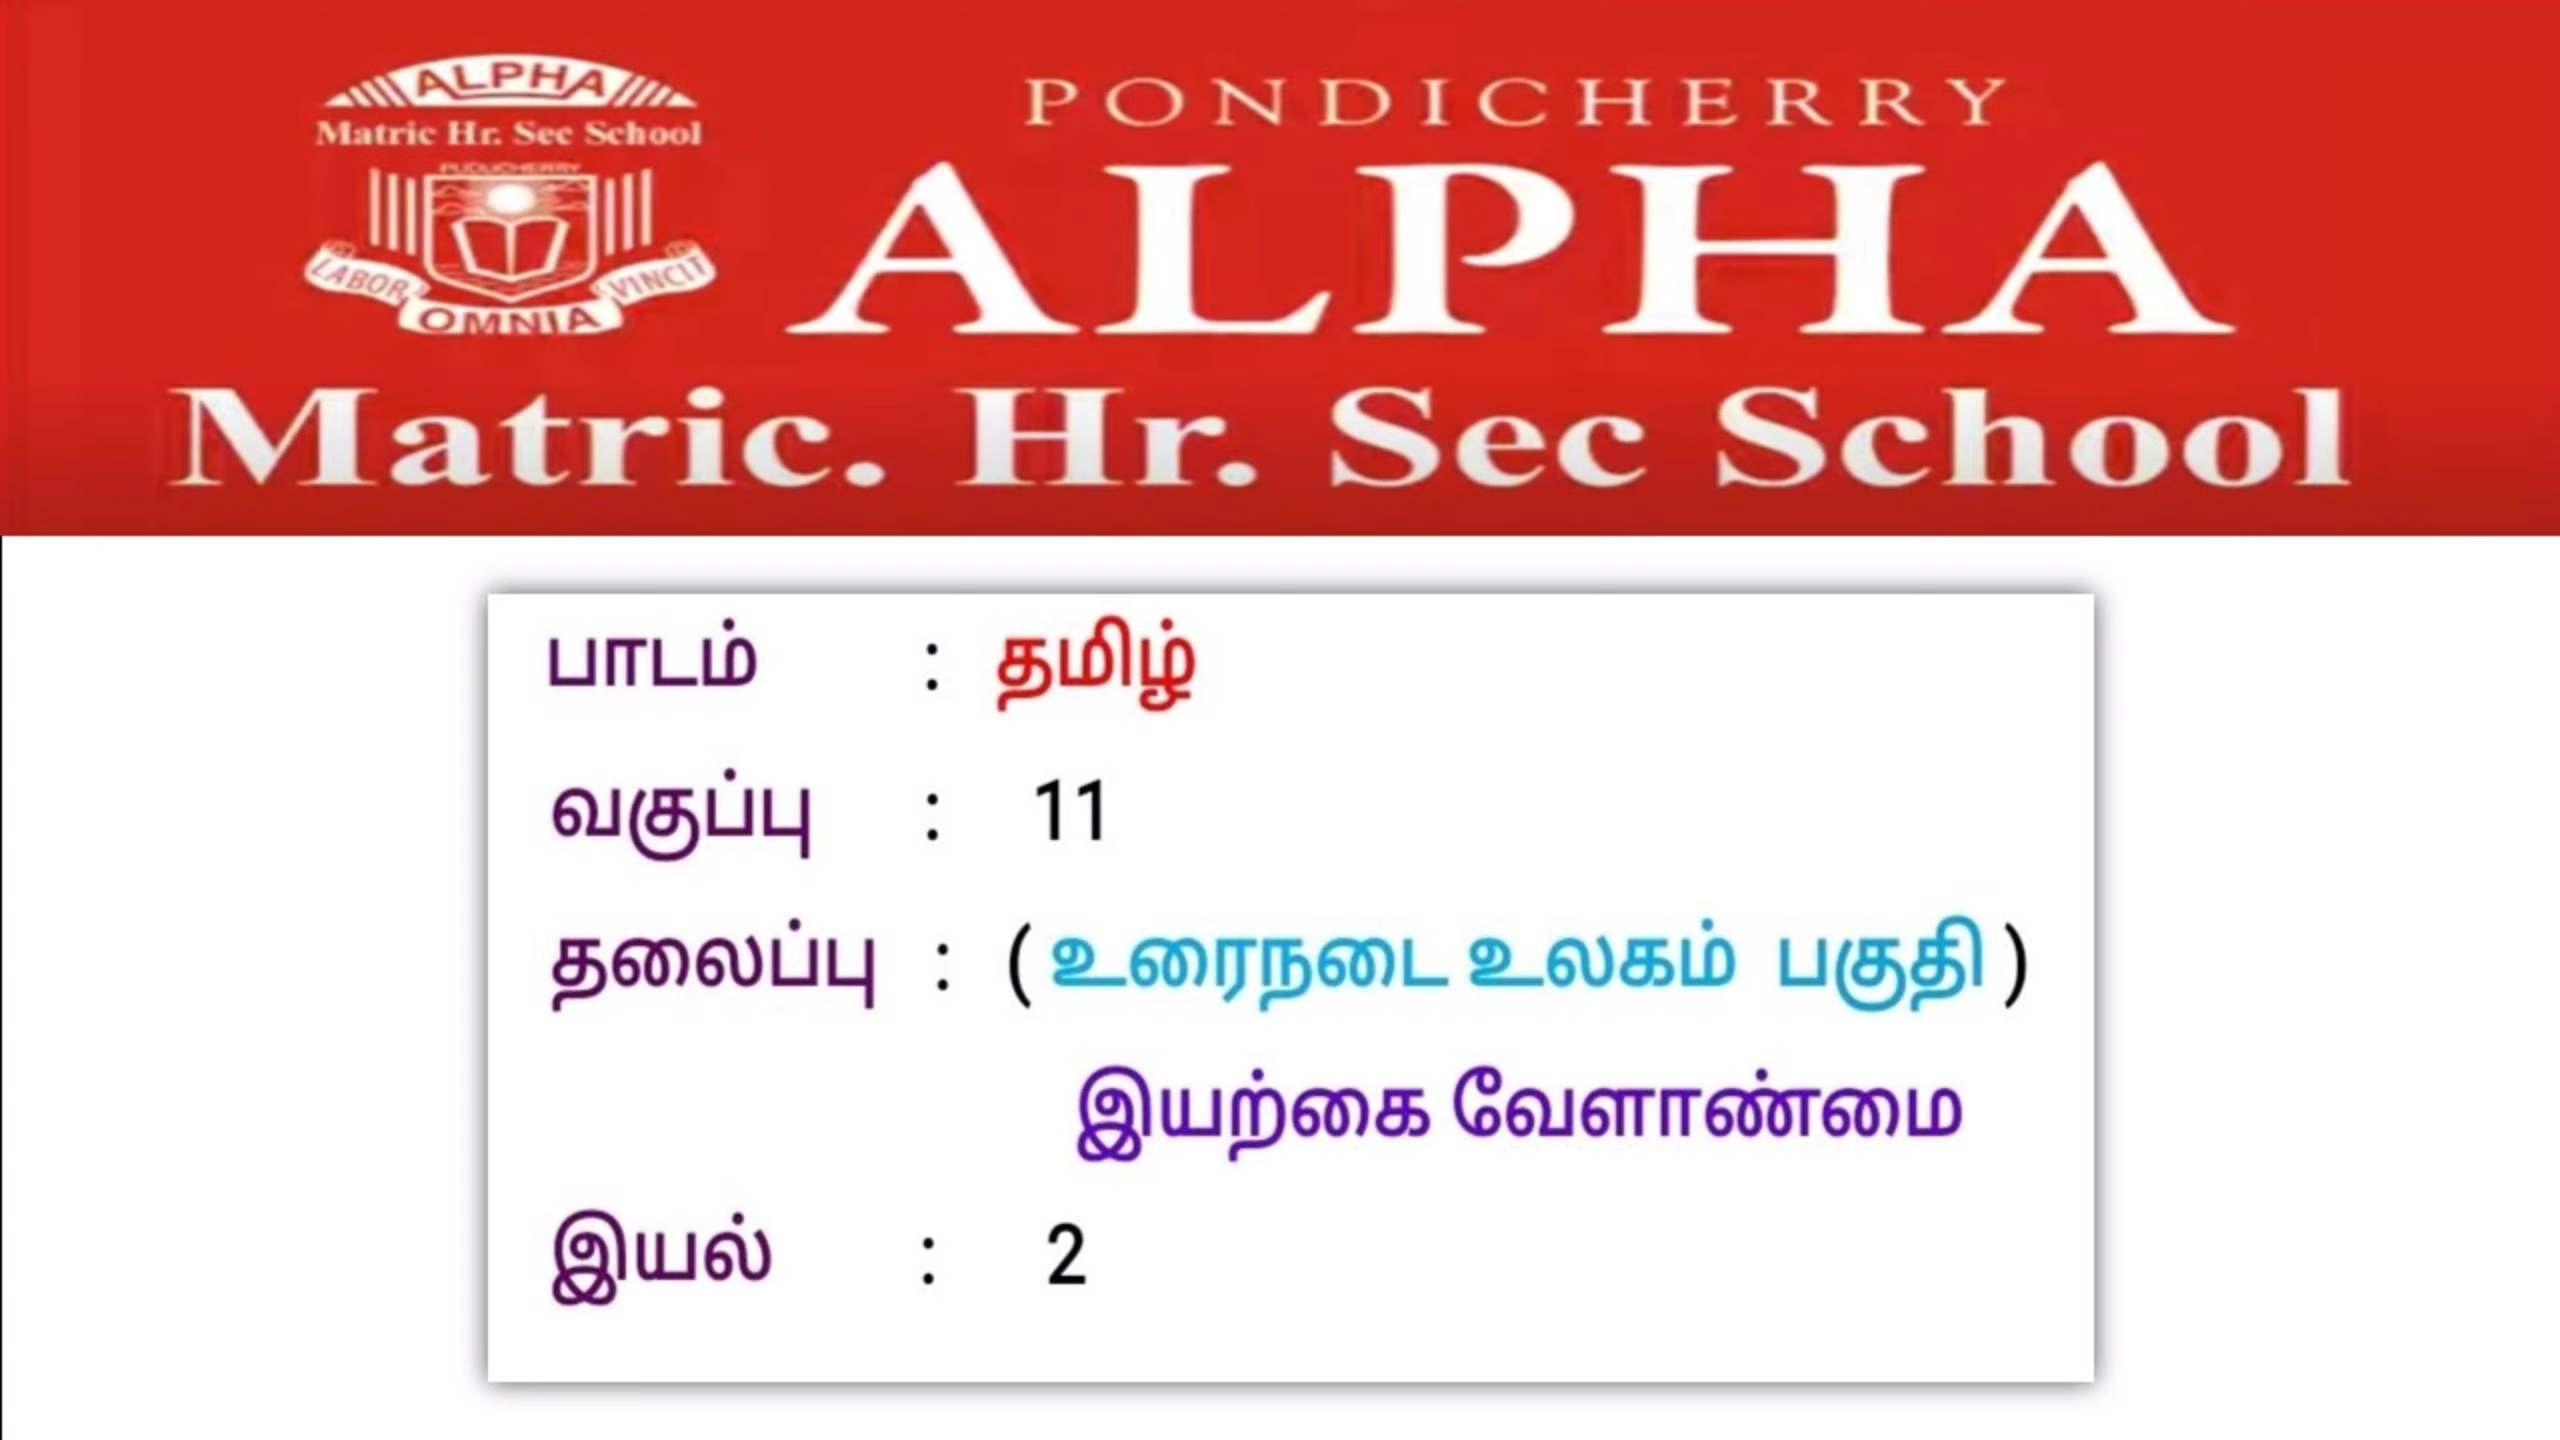 ALPHA
Matric Hr. Sec School
PUDUCHERRY
LABOR OMNIA VINCIT
PONDICHERRY
ALPHA
Matric. Hr. Sec School
பாடம் : தமிழ்
வகுப்பு : 11
தலைப்பு : ( உரைநடை உலகம் பகுதி )
இயற்கை வேளாண்மை
இயல் : 2